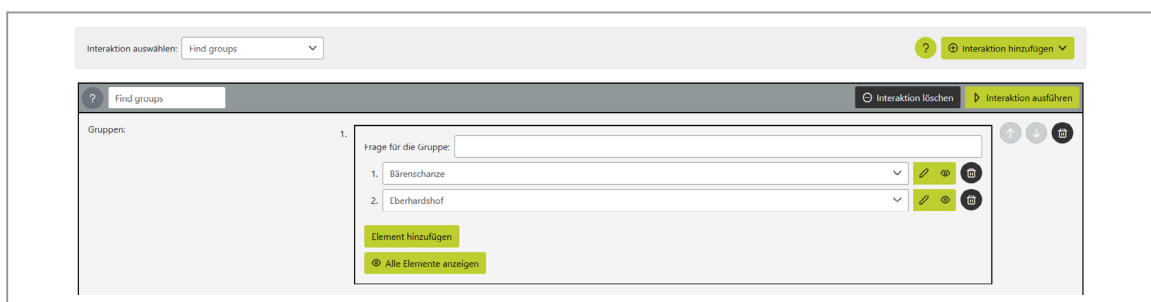 Interaktion auswählen: Find groups
? Interaktion hinzufügen
? Find groups
Interaktion löschen
Interaktion ausführen
Gruppen:
1.
Frage für die Gruppe:
1. Bärenschanze
2. Eberhardshof
Element hinzufügen
Alle Elemente anzeigen